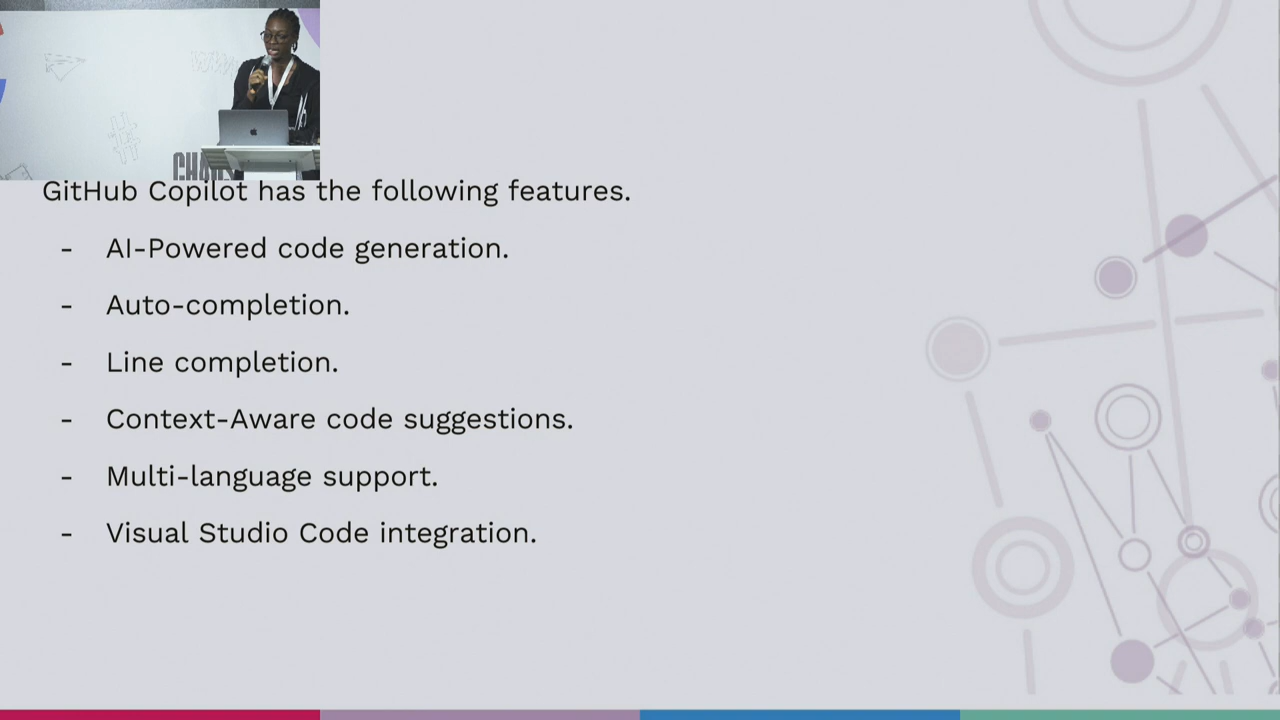 GitHub Copilot has the following features.
- AI-Powered code generation.
- Auto-completion.
- Line completion.
- Context-Aware code suggestions.
- Multi-language support.
- Visual Studio Code integration.